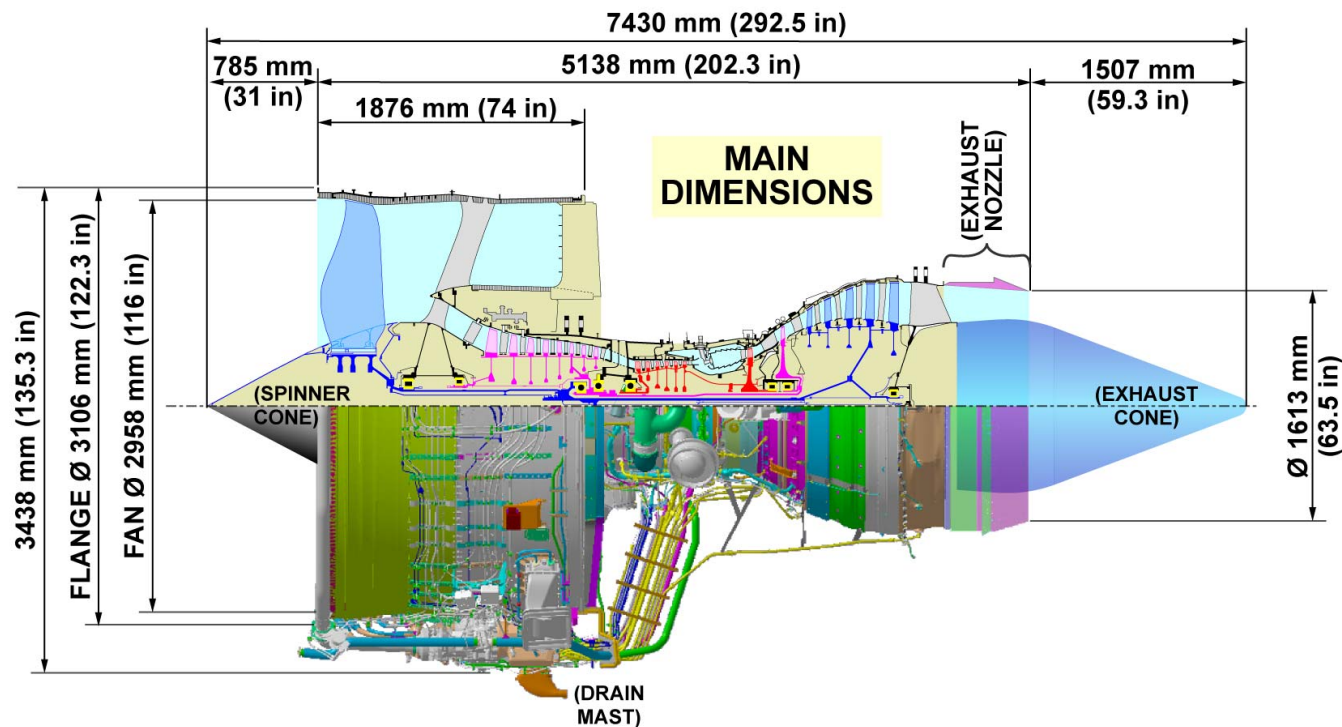 7430 mm (292.5 in)
785 mm
(31 in)
5138 mm (202.3 in)
1507 mm
(59.3 in)
1876 mm (74 in)
MAIN
DIMENSIONS
(EXHAUST
NOZZLE)
3438 mm (135.3 in)
FLANGE Ø 3106 mm (122.3 in)
FAN Ø 2958 mm (116 in)
(SPINNER
CONE)
(EXHAUST
CONE)
Ø 1613 mm
(63.5 in)
(DRAIN
MAST)